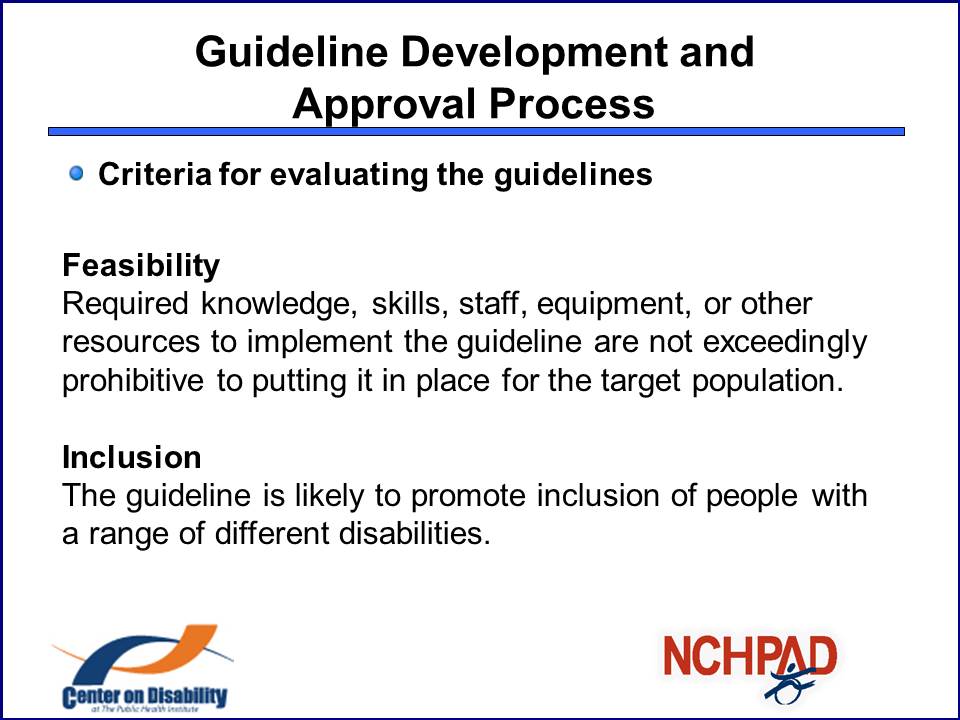 Guideline Development and
Approval Process
Criteria for evaluating the guidelines
Feasibility
Required knowledge, skills, staff, equipment, or other
resources to implement the guideline are not exceedingly
prohibitive to putting it in place for the target population.
Inclusion
The guideline is likely to promote inclusion of people with
a range of different disabilities.
Center on Disability
at The Public Health Institute
NCHPAD